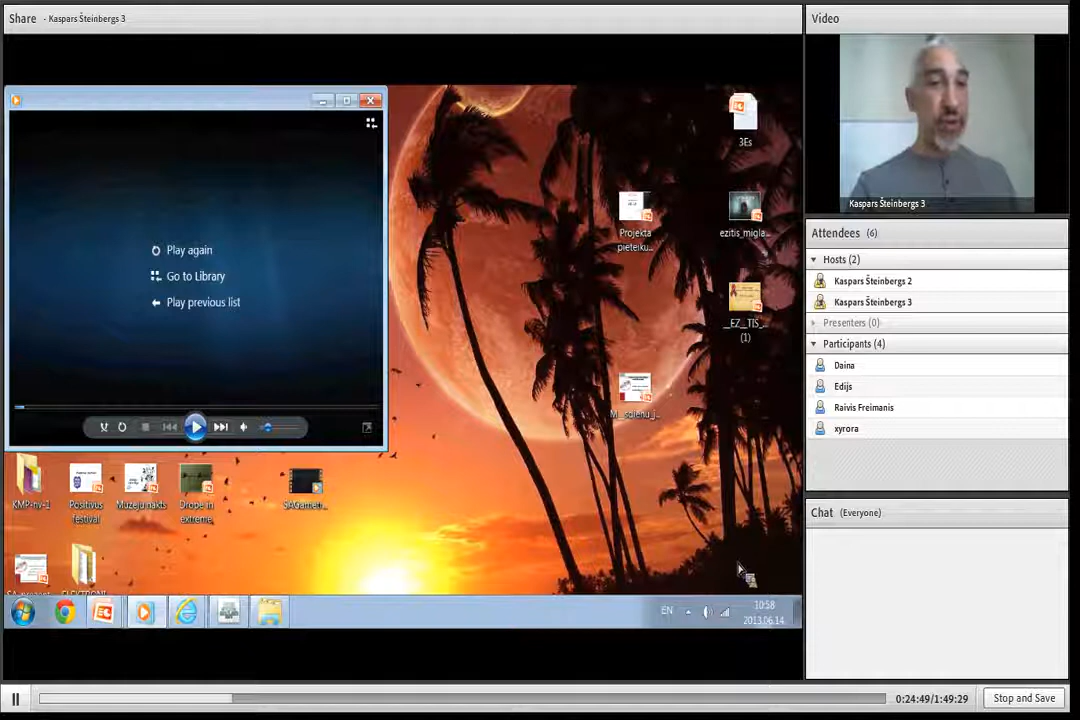 Share - Kaspars Šteinbergs 3
Video
Kaspars Šteinbergs 3
Play again
Go to Library
Play previous list
3Es
Projekta
pieteiku...
ezitis_migla...
__EZ__TIS_...
(1)
M__sdienu_j...
KMP-nv-1
Positivus
festival
Muzeju nakts
Drope in
extreme
Attendees (6)
Hosts (2)
Kaspars Šteinbergs 2
Kaspars Šteinbergs 3
Presenters (0)
Participants (4)
Daina
Edijs
Raivis Freimanis
xyrora
Chat (Everyone)
EN
10:58
2013.06.14.
0:24:49/1:49:29
Stop and Save